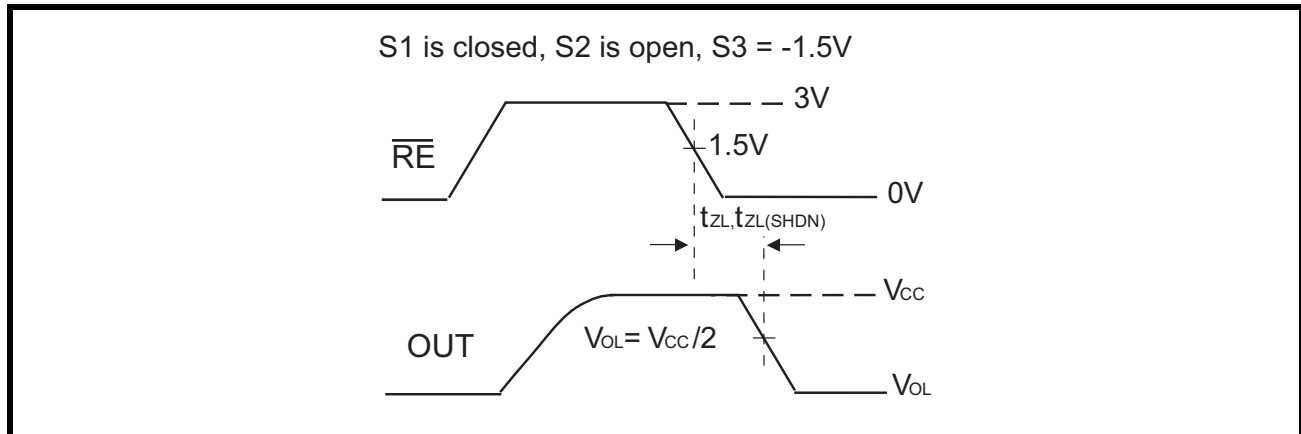 S1 is closed, S2 is open, S3 = -1.5V
3V
R̅E̅
1.5V
0V
tZL,tZL(SHDN)
VCC
OUT
VOL= VCC/2
VOL